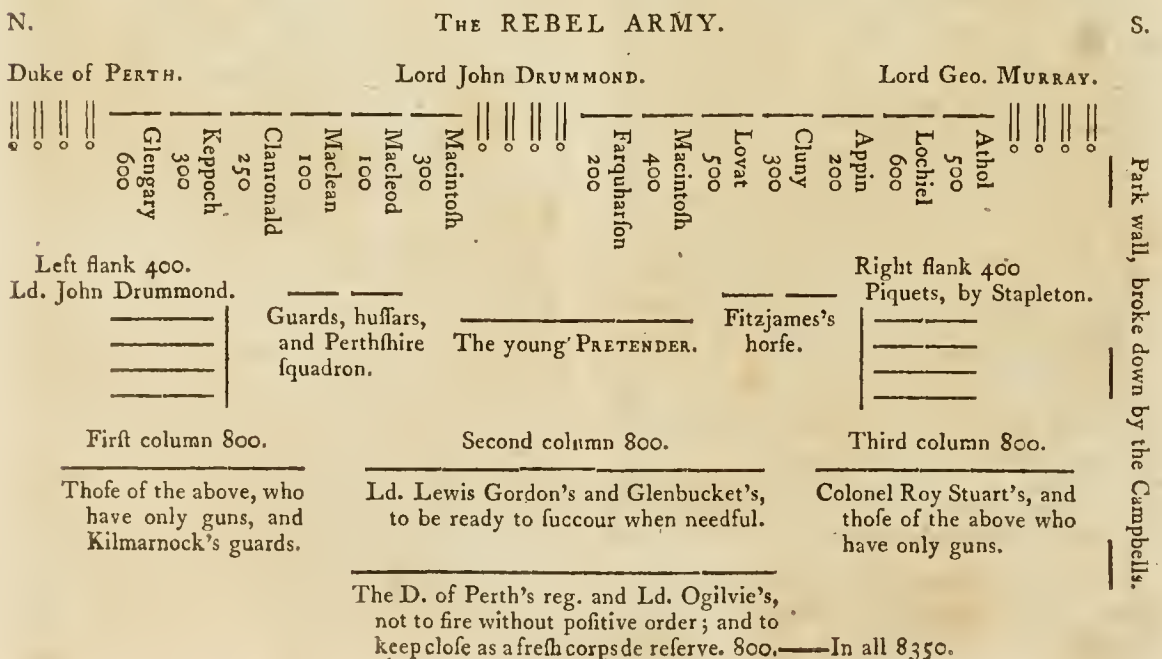 N. THE REBEL ARMY. S.
Duke of PERTH. Lord John DRUMMOND. Lord Geo. MURRAY.
Glengary 600
Keppoch 300
Clanronald 250
Maclean 100
Macleod 100
Macintoſh 300
Farquharſon 200
Macintoſh 400
Lovat 500
Cluny 300
Appin 200
Lochiel 600
Athol 500
Park wall, broke down by the Campbells.
Left flank 400.
Ld. John Drummond.
Guards, huſſars,
and Perthſhire
ſquadron.
The young PRETENDER.
Fitzjames's
horſe.
Right flank 400
Piquets, by Stapleton.
Firſt column 800.
Thoſe of the above, who
have only guns, and
Kilmarnock's guards.
Second column 800.
Ld. Lewis Gordon's and Glenbucket's,
to be ready to ſuccour when needful.
Third column 800.
Colonel Roy Stuart's, and
thoſe of the above who
have only guns.
The D. of Perth's reg. and Ld. Ogilvie's,
not to fire without poſitive order; and to
keep cloſe as a freſh corps de reſerve. 800.—In all 8350.